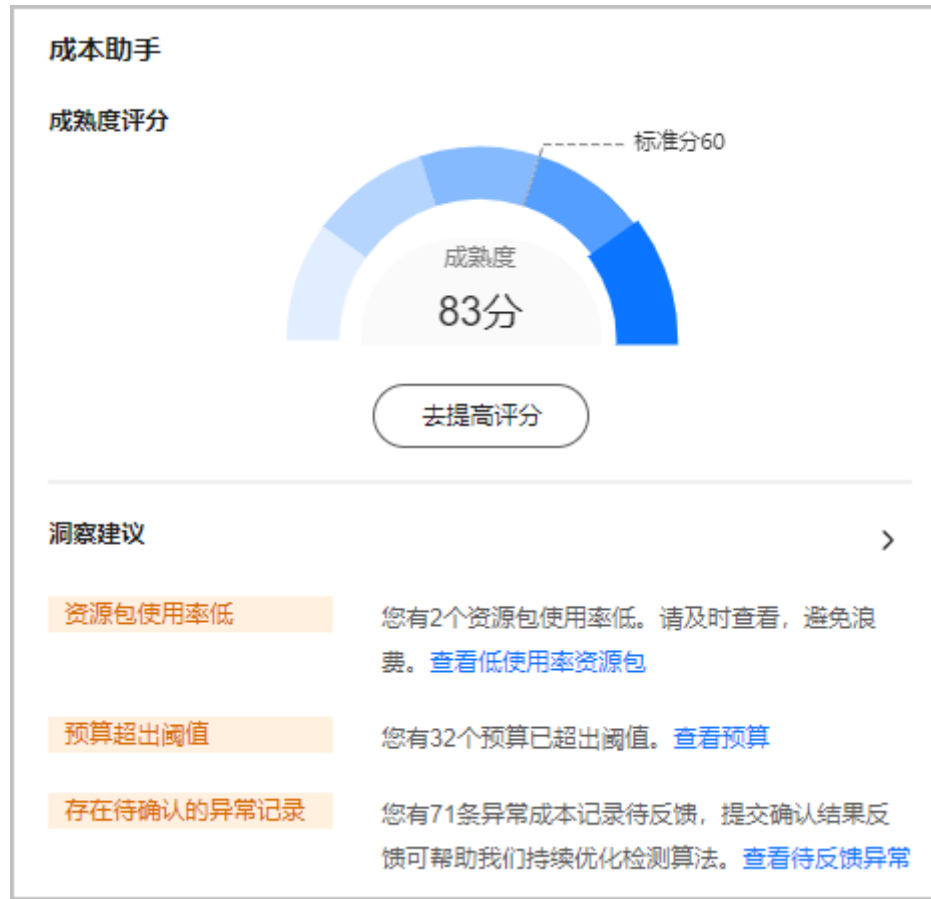 成本助手
成熟度评分
标准分60
成熟度
83分
去提高评分
洞察建议
资源包使用率低
您有2个资源包使用率低。请及时查看，避免浪
费。查看低使用率资源包
预算超出阈值
您有32个预算已超出阈值。查看预算
存在待确认的异常记录
您有71条异常成本记录待反馈，提交确认结果反
馈可帮助我们持续优化检测算法。查看待反馈异常